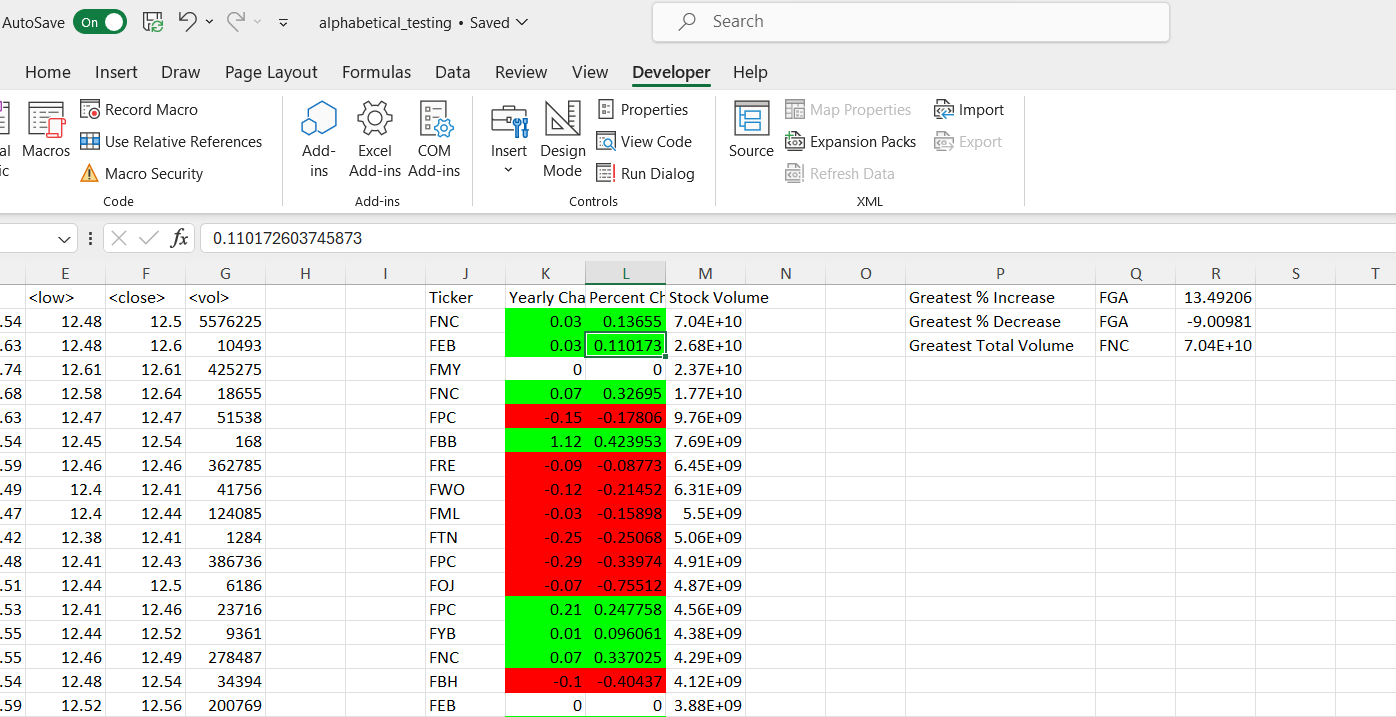 AutoSave On alphabetical_testing • Saved Search
Home Insert Draw Page Layout Formulas Data Review View Developer Help
Macros
Record Macro
Use Relative References
Macro Security
Code
Add-ins
Excel Add-ins
COM Add-ins
Add-ins
Insert
Design Mode
Properties
View Code
Run Dialog
Controls
Source
Map Properties
Expansion Packs
Refresh Data
Import
Export
XML
fx 0.110172603745873
E F G H I J K L M N O P Q R S T
<low> <close> <vol> Ticker Yearly Cha Percent Ch Stock Volume Greatest % Increase FGA 13.49206
.54 12.48 12.5 5576225 FNC 0.03 0.13655 7.04E+10 Greatest % Decrease FGA -9.00981
.63 12.48 12.6 10493 FEB 0.03 0.110173 2.68E+10 Greatest Total Volume FNC 7.04E+10
.74 12.61 12.61 425275 FMY 0 0 2.37E+10
.68 12.58 12.64 18655 FNC 0.07 0.32695 1.77E+10
.63 12.47 12.47 51538 FPC -0.15 -0.17806 9.76E+09
.54 12.45 12.54 168 FBB 1.12 0.423953 7.69E+09
.59 12.46 12.46 362785 FRE -0.09 -0.08773 6.45E+09
.49 12.4 12.41 41756 FWO -0.12 -0.21452 6.31E+09
.47 12.4 12.44 124085 FML -0.03 -0.15898 5.5E+09
.42 12.38 12.41 1284 FTN -0.25 -0.25068 5.06E+09
.48 12.41 12.43 386736 FPC -0.29 -0.33974 4.91E+09
.51 12.44 12.5 6186 FOJ -0.07 -0.75512 4.87E+09
.53 12.41 12.46 23716 FPC 0.21 0.247758 4.56E+09
.55 12.44 12.52 9361 FYB 0.01 0.096061 4.38E+09
.55 12.46 12.49 278487 FNC 0.07 0.337025 4.29E+09
.54 12.48 12.54 34394 FBH -0.1 -0.40437 4.12E+09
.59 12.52 12.56 200769 FEB 0 0 3.88E+09